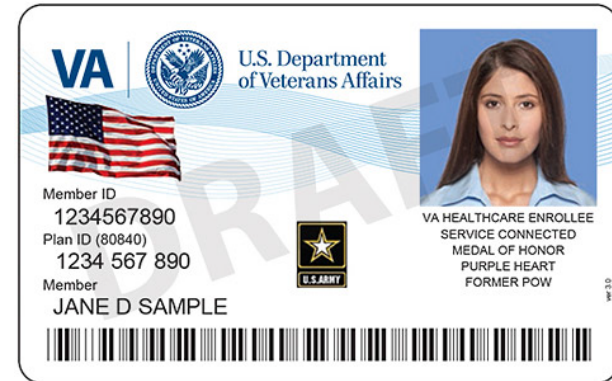 VA
U.S. Department
of Veterans Affairs
DRAFT
Member ID
1234567890
Plan ID (80840)
1234 567 890
Member
JANE D SAMPLE
U.S.ARMY
VA HEALTHCARE ENROLLEE
SERVICE CONNECTED
MEDAL OF HONOR
PURPLE HEART
FORMER POW
ver 3.0